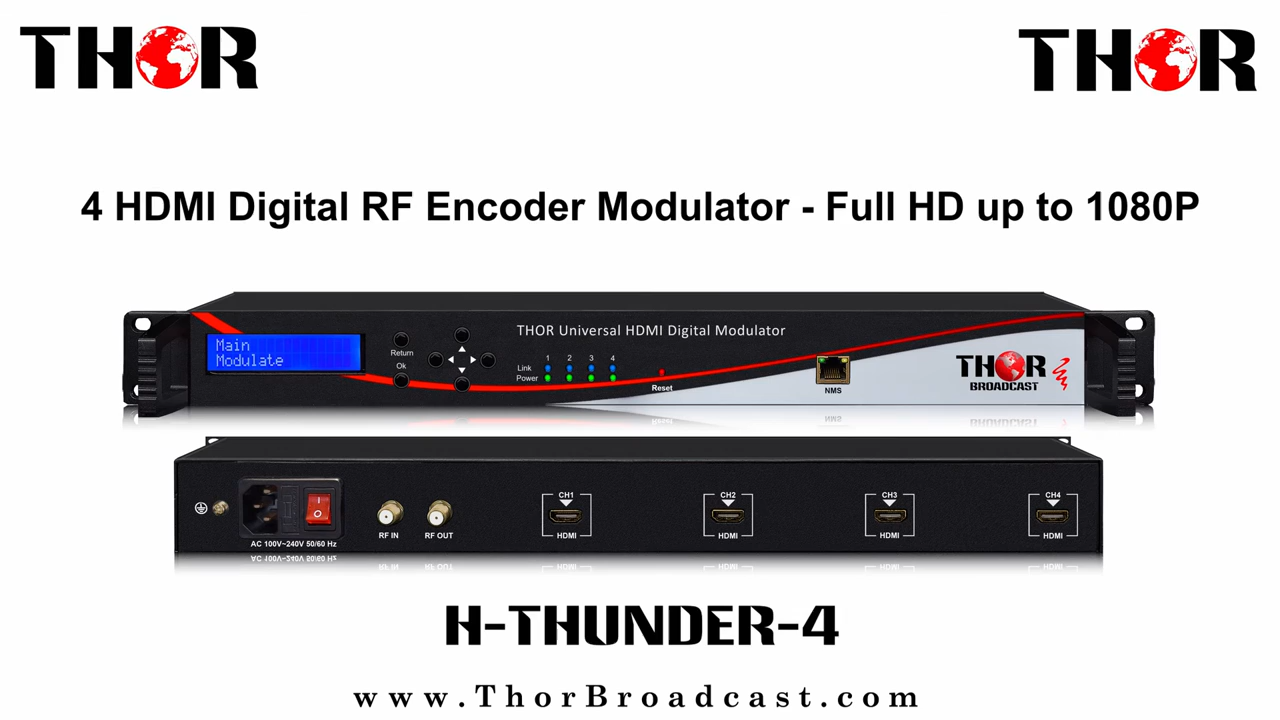 THOR
THOR
4 HDMI Digital RF Encoder Modulator - Full HD up to 1080P
THOR Universal HDMI Digital Modulator
Main
Modulate
Return
Ok
1 2 3 4
Link
Power
Reset
NMS
THOR
BROADCAST
CH1
CH2
CH3
CH4
I
O
AC 100V~240V 50/60 Hz
RF IN
RF OUT
HDMI
HDMI
HDMI
HDMI
H-THUNDER-4
www.ThorBroadcast.com